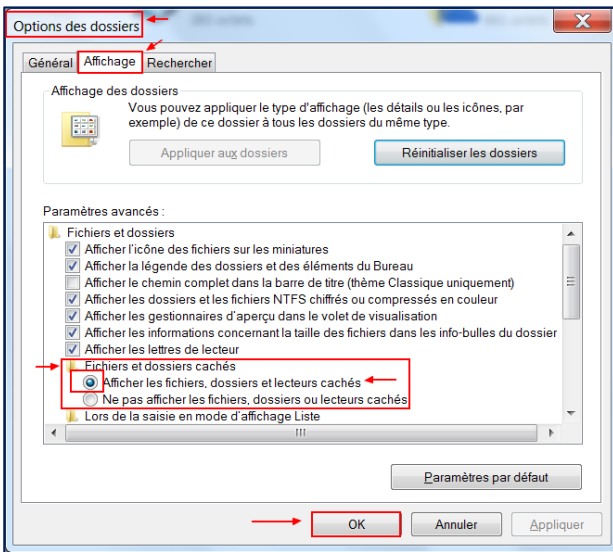 Options des dossiers
Général
Affichage
Rechercher
Affichage des dossiers
Vous pouvez appliquer le type d'affichage (les détails ou les icônes, par
exemple) de ce dossier à tous les dossiers du même type.
Appliquer aux dossiers
Réinitialiser les dossiers
Paramètres avancés :
Fichiers et dossiers
Afficher l'icône des fichiers sur les miniatures
Afficher la légende des dossiers et des éléments du Bureau
Afficher le chemin complet dans la barre de titre (thème Classique uniquement)
Afficher les dossiers et les fichiers NTFS chiffrés ou compressés en couleur
Afficher les gestionnaires d'aperçu dans le volet de visualisation
Afficher les informations concernant la taille des fichiers dans les info-bulles du dossier
Afficher les lettres de lecteur
Fichiers et dossiers cachés
Afficher les fichiers, dossiers et lecteurs cachés
Ne pas afficher les fichiers, dossiers ou lecteurs cachés
Lors de la saisie en mode d'affichage Liste
Paramètres par défaut
OK
Annuler
Appliquer